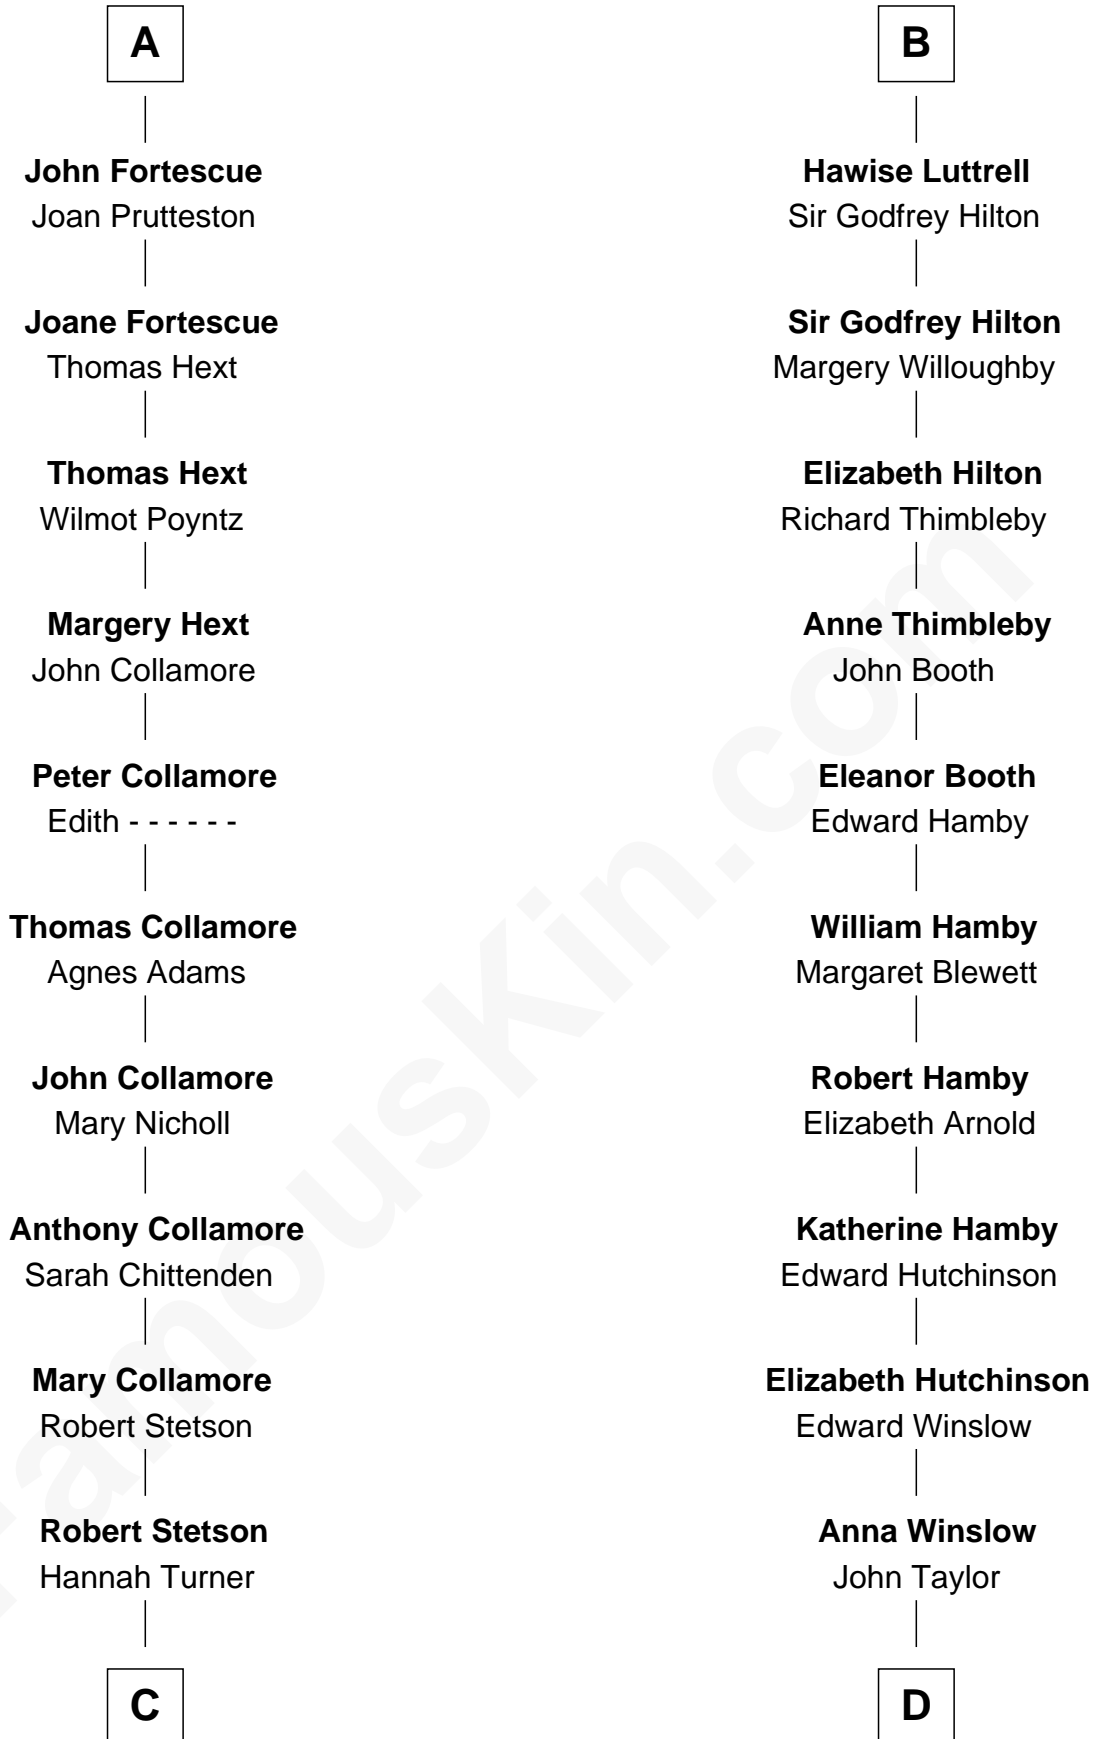 A
John Fortescue
Joan Prutteston
Joane Fortescue
Thomas Hext
Thomas Hext
Wilmot Poyntz
Margery Hext
John Collamore
Peter Collamore
Edith - - - - - -
Thomas Collamore
Agnes Adams
John Collamore
Mary Nicholl
Anthony Collamore
Sarah Chittenden
Mary Collamore
Robert Stetson
Robert Stetson
Hannah Turner
C
B
Hawise Luttrell
Sir Godfrey Hilton
Sir Godfrey Hilton
Margery Willoughby
Elizabeth Hilton
Richard Thimbleby
Anne Thimbleby
John Booth
Eleanor Booth
Edward Hamby
William Hamby
Margaret Blewett
Robert Hamby
Elizabeth Arnold
Katherine Hamby
Edward Hutchinson
Elizabeth Hutchinson
Edward Winslow
Anna Winslow
John Taylor
D
FamousKin.com